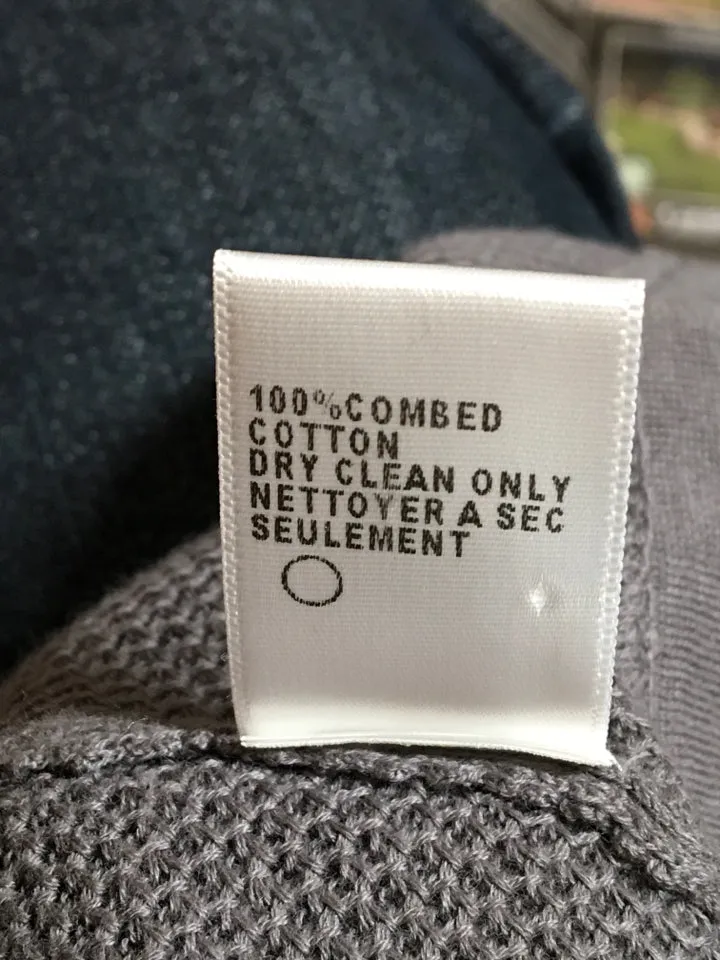 100%COMBED
COTTON
DRY CLEAN ONLY
NETTOYER A SEC
SEULEMENT